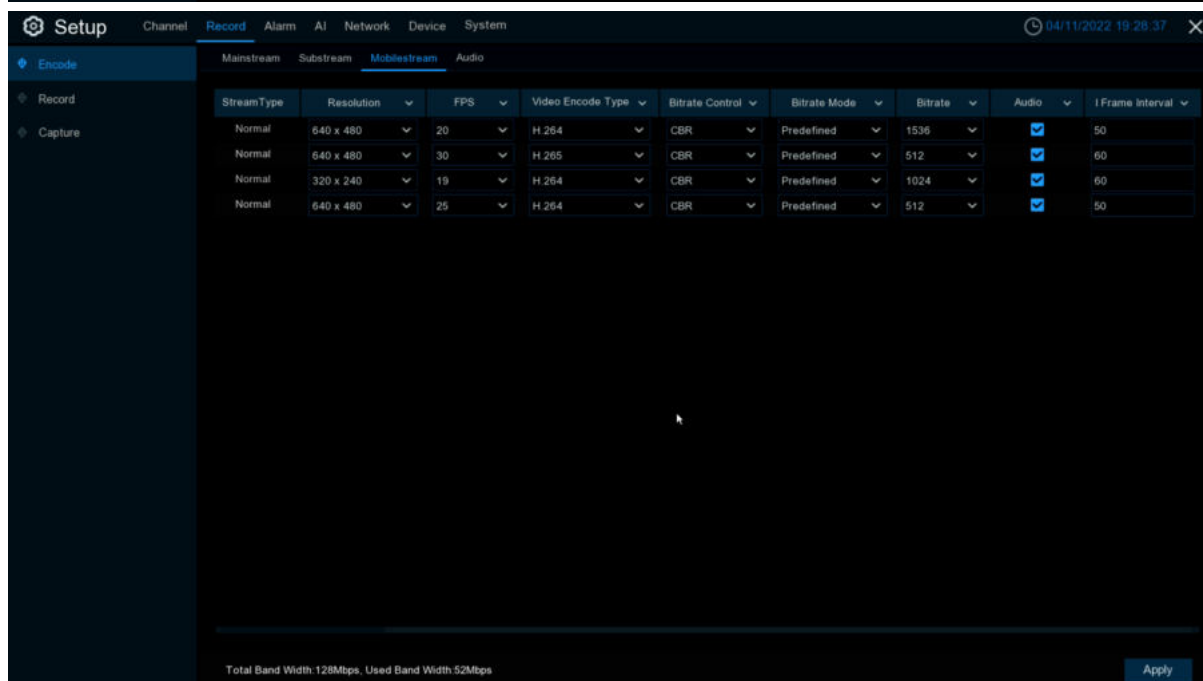 Setup Channel Record Alarm AI Network Device System 04/11/2022 19:28:37
Encode
Record
Capture
Mainstream Substream Mobilestream Audio
StreamType Resolution FPS Video Encode Type Bitrate Control Bitrate Mode Bitrate Audio I Frame Interval
Normal 640 x 480 20 H.264 CBR Predefined 1536 50
Normal 640 x 480 30 H.265 CBR Predefined 512 60
Normal 320 x 240 19 H.264 CBR Predefined 1024 60
Normal 640 x 480 25 H.264 CBR Predefined 512 50
Total Band Width:128Mbps, Used Band Width:52Mbps
Apply